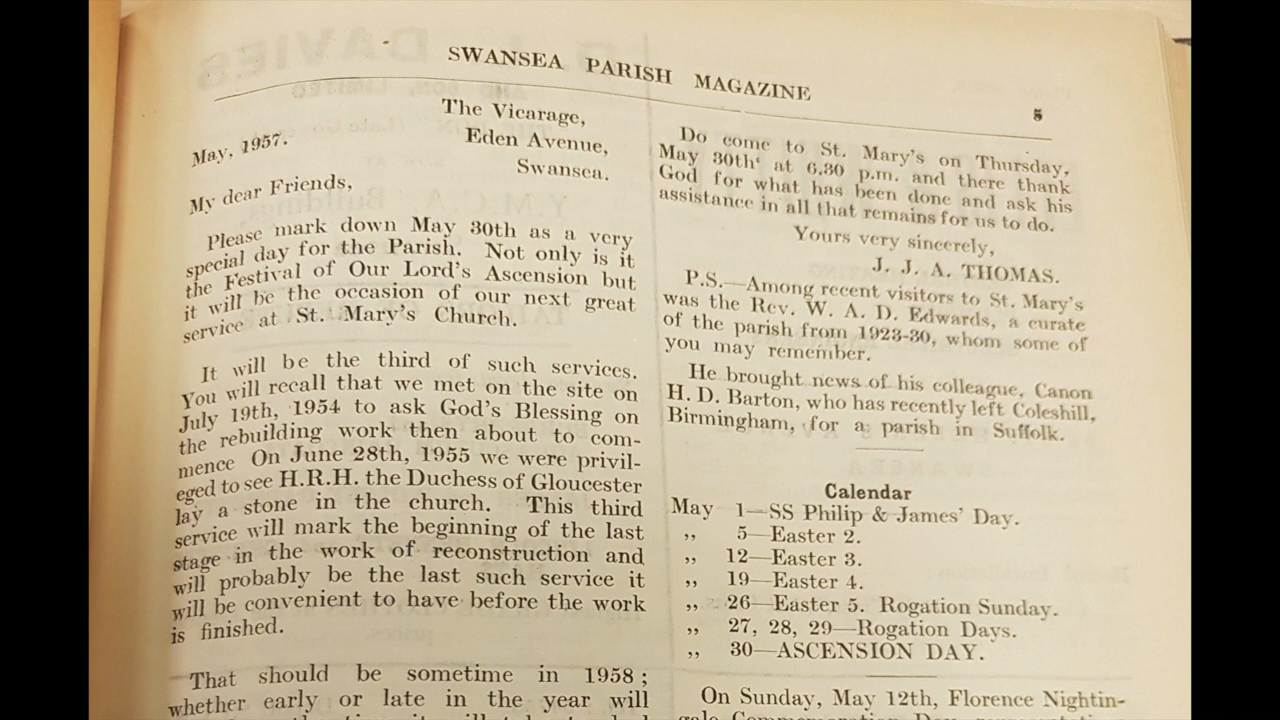 SWANSEA PARISH MAGAZINE
5
The Vicarage,
Eden Avenue,
Swansea.
May, 1957.
My dear Friends,
Please mark down May 30th as a very
special day for the Parish. Not only is it
the Festival of Our Lord's Ascension but
it will be the occasion of our next great
service at St. Mary's Church.
It will be the third of such services.
You will recall that we met on the site on
July 19th, 1954 to ask God's Blessing on
the rebuilding work then about to com-
mence On June 28th, 1955 we were privil-
eged to see H.R.H. the Duchess of Gloucester
lay a stone in the church. This third
service will mark the beginning of the last
stage in the work of reconstruction and
will probably be the last such service it
will be convenient to have before the work
is finished.
That should be sometime in 1958 ;
whether early or late in the year will
Do come to St. Mary's on Thursday,
May 30th at 6.30 p.m. and there thank
God for what has been done and ask his
assistance in all that remains for us to do.
Yours very sincerely,
J. J. A. THOMAS.
P.S.—Among recent visitors to St. Mary's
was the Rev. W. A. D. Edwards, a curate
of the parish from 1923-30, whom some of
you may remember.
He brought news of his colleague, Canon
H. D. Barton, who has recently left Coleshill,
Birmingham, for a parish in Suffolk.
Calendar
May 1—SS Philip & James' Day.
,, 5—Easter 2.
,, 12—Easter 3.
,, 19—Easter 4.
,, 26—Easter 5. Rogation Sunday.
,, 27, 28, 29—Rogation Days.
,, 30—ASCENSION DAY.
On Sunday, May 12th, Florence Nightin-
gale Commemoration Day